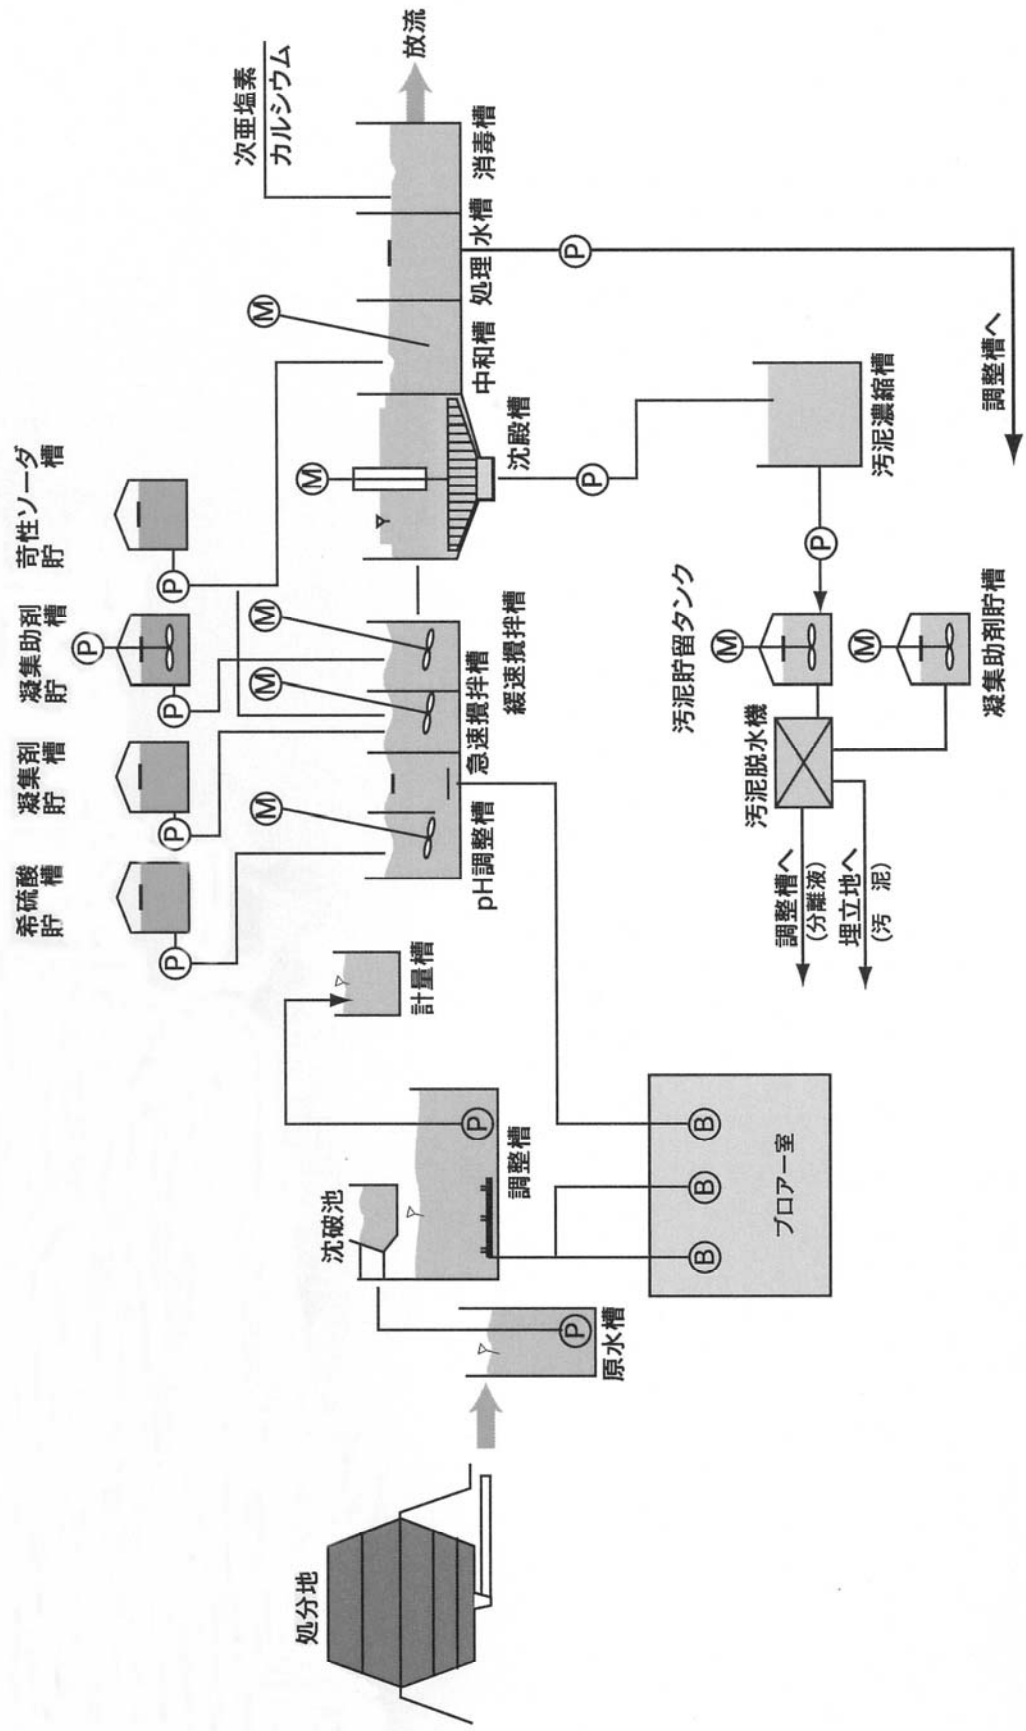 希硫酸
貯　槽
凝集剤
貯　槽
凝集助剤
貯　槽
苛性ソーダ
貯　槽
P
P
P
P
P
次亜塩素
カルシウム
M
M
M
M
M
放流
処分地
原水槽
P
沈破池
調整槽
P
計量槽
pH調整槽
急速攪拌槽
緩速攪拌槽
沈殿槽
中和槽
処理水槽
消毒槽
P
P
B
B
B
ブロアー室
調整槽へ
(分離液)
埋立地へ
(汚　泥)
汚泥脱水機
汚泥貯留タンク
M
P
汚泥濃縮槽
M
凝集助剤貯槽
調整槽へ